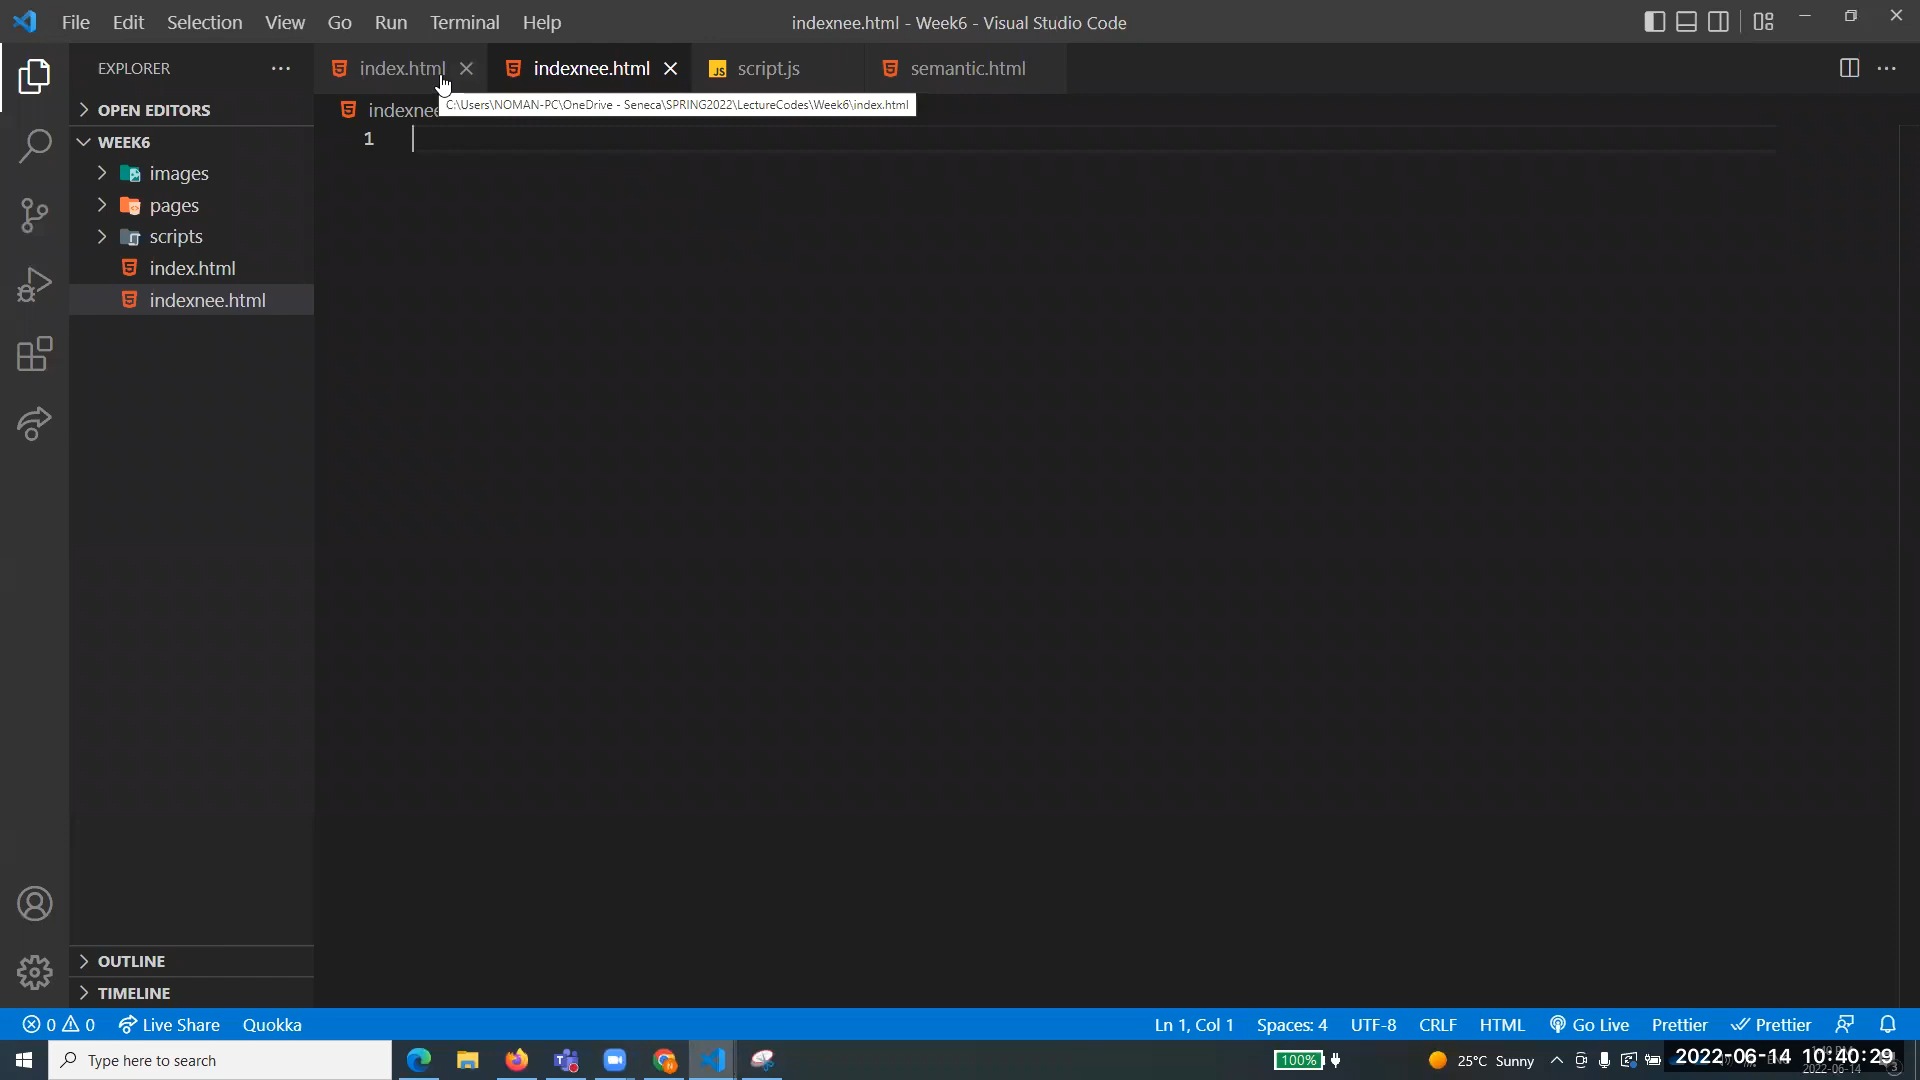 File Edit Selection View Go Run Terminal Help
indexnee.html - Week6 - Visual Studio Code
EXPLORER
index.html
indexnee.html
JS script.js
semantic.html
OPEN EDITORS
C:\Users\NOMAN-PC\OneDrive - Seneca\SPRING2022\LectureCodes\Week6\index.html
1
WEEK6
images
pages
scripts
index.html
indexnee.html
OUTLINE
TIMELINE
0 0 Live Share Quokka
Ln 1, Col 1 Spaces: 4 UTF-8 CRLF HTML Go Live Prettier Prettier
Type here to search
100%
25°C Sunny
2022-06-14 10:40:29
2022-06-14